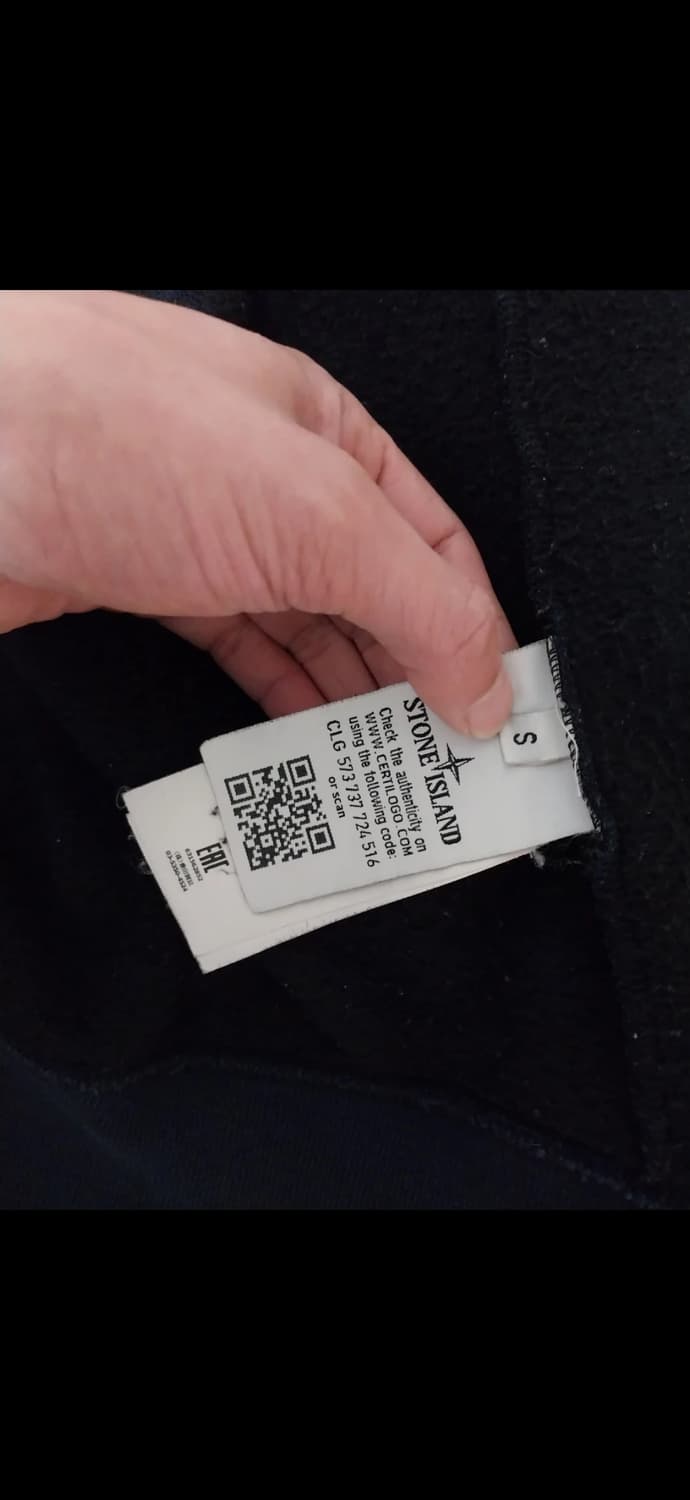 S
STONE ISLAND
Check the authenticity on
WWW.CERTILOGO.COM
using the following code:
CLG 573 737 724 516
or scan
EAC